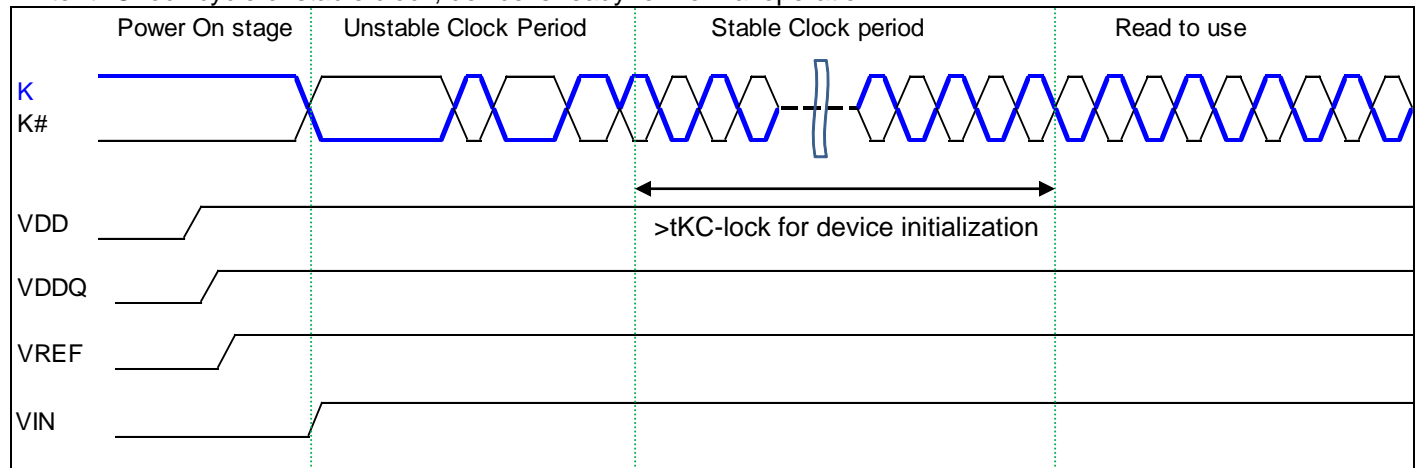 Power On stage Unstable Clock Period Stable Clock period Read to use
K
K#
VDD
>tKC-lock for device initialization
VDDQ
VREF
VIN